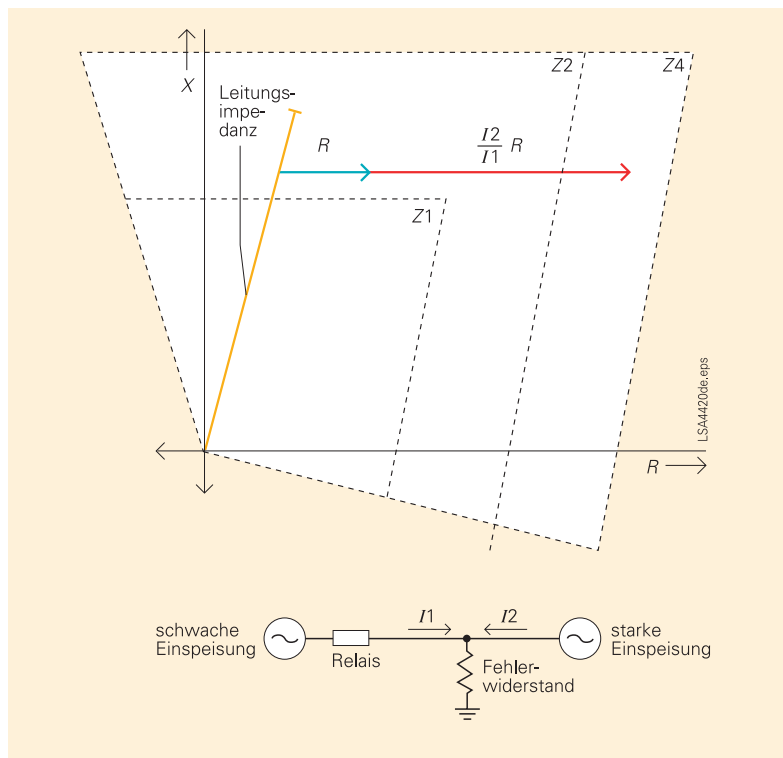 X
Z2
Z4
Leitungs-
impe-
danz
R
I2
I1
R
Z1
LSA4420de.eps
R
schwache
Einspeisung
Relais
I1
I2
Fehler-
widerstand
starke
Einspeisung